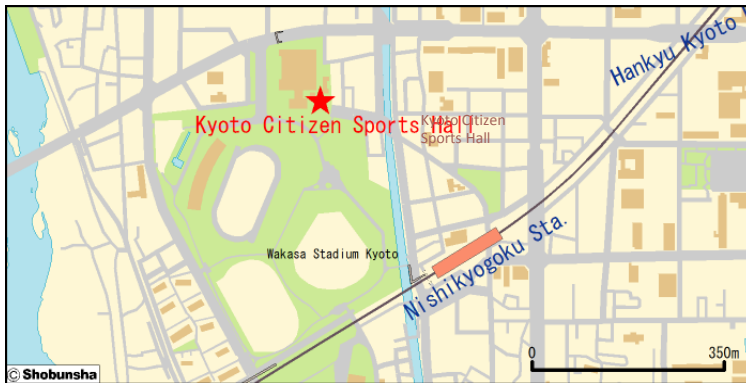 Hankyu Kyoto
Kyoto Citizen Sports Hall
Kyoto Citizen
Sports Hall
Wakasa Stadium Kyoto
Nishikyogoku Sta.
0 350m
© Shobunsha